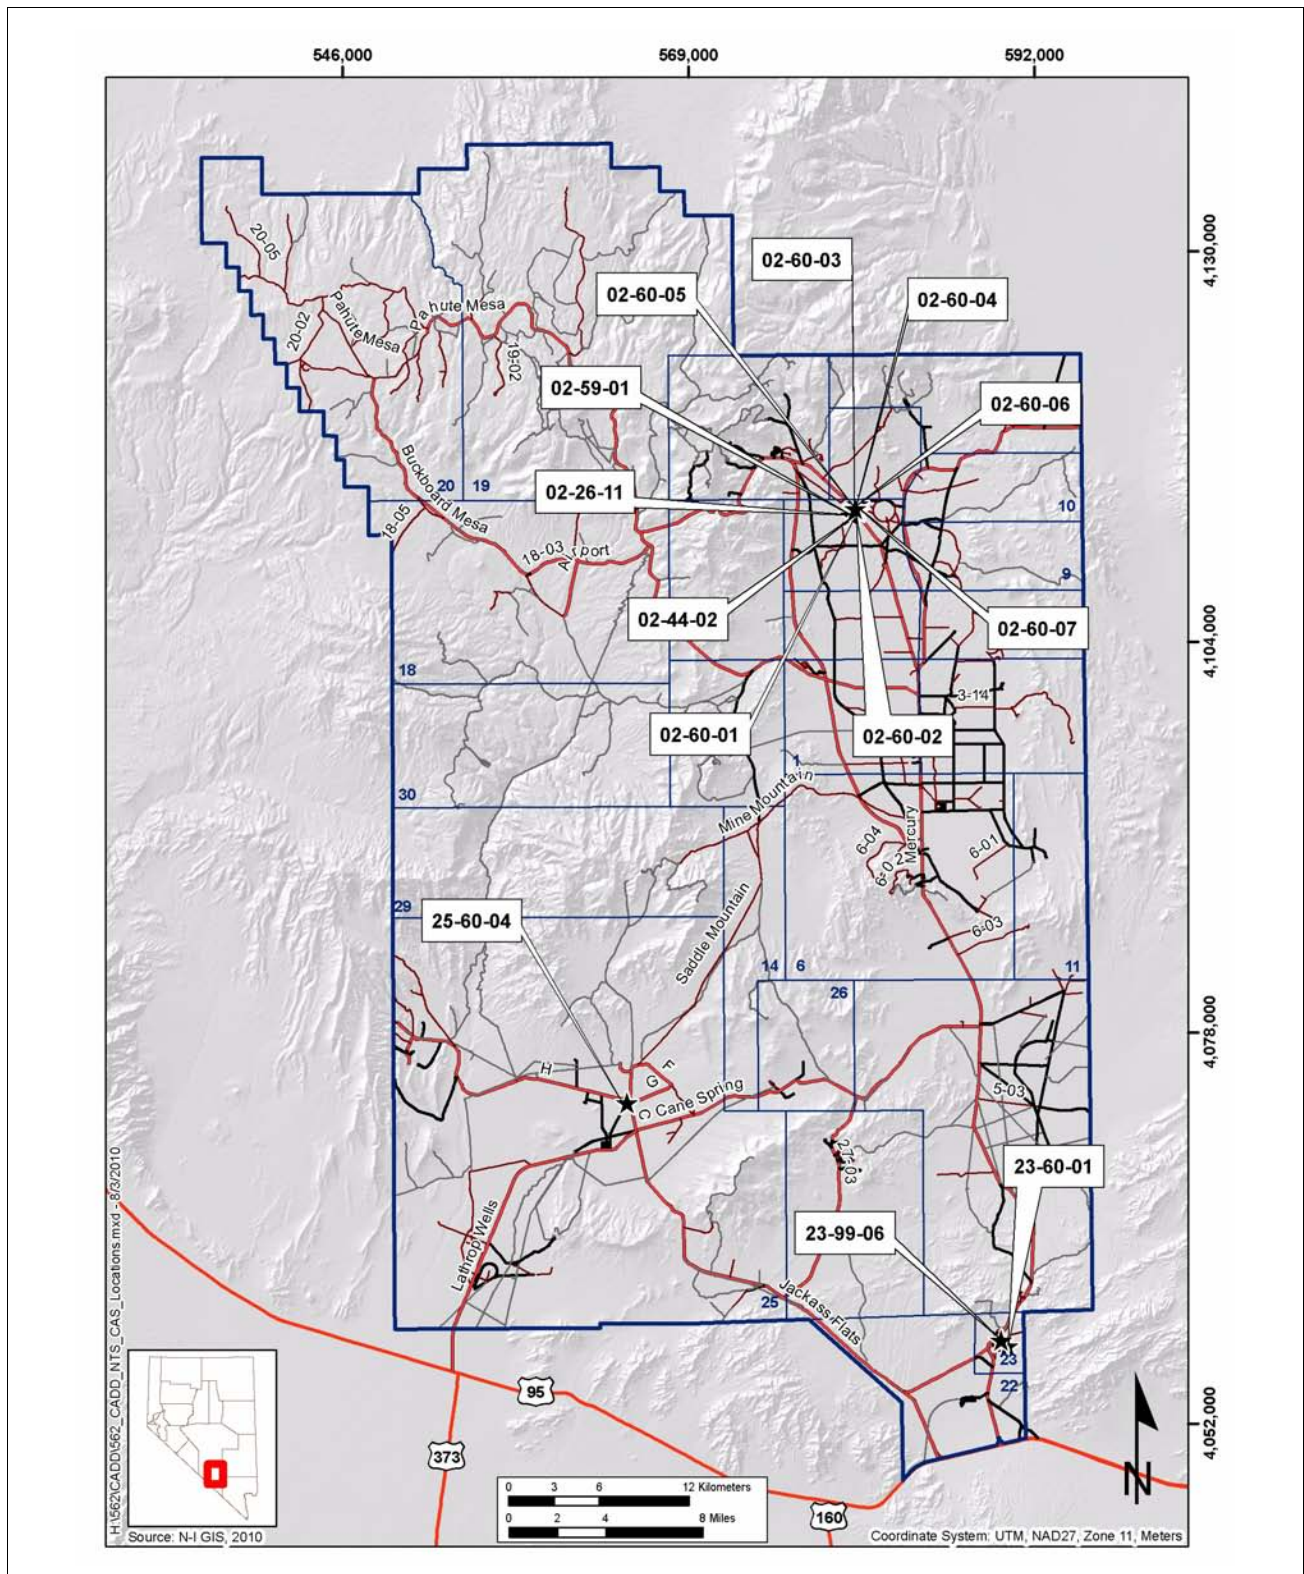 546,000
569,000
592,000
4,130,000
4,104,000
4,078,000
4,052,000
02-60-03
02-60-05
02-60-04
02-59-01
02-60-06
02-26-11
02-44-02
02-60-07
02-60-01
02-60-02
25-60-04
23-60-01
23-99-06
20-05
20-02
Pahute Mesa
Pahute Mesa
19-02
Buckboard Mesa
20
19
18-05
18-03
Airport
10
9
18
3-14
1
30
Mine Mountain
Mercury
6-04
6-02
6-01
6-03
29
Saddle Mountain
14
6
11
26
H
F
G
C
Cane Spring
5-03
27-03
Lathrop Wells
25
Jackass Flats
23
22
95
373
160
0 3 6 12 Kilometers
0 2 4 8 Miles
N
H:\562\CADD\562_CADD_NTS_CAS_Locations.mxd - 8/3/2010
Source: N-I GIS, 2010
Coordinate System: UTM, NAD27, Zone 11, Meters